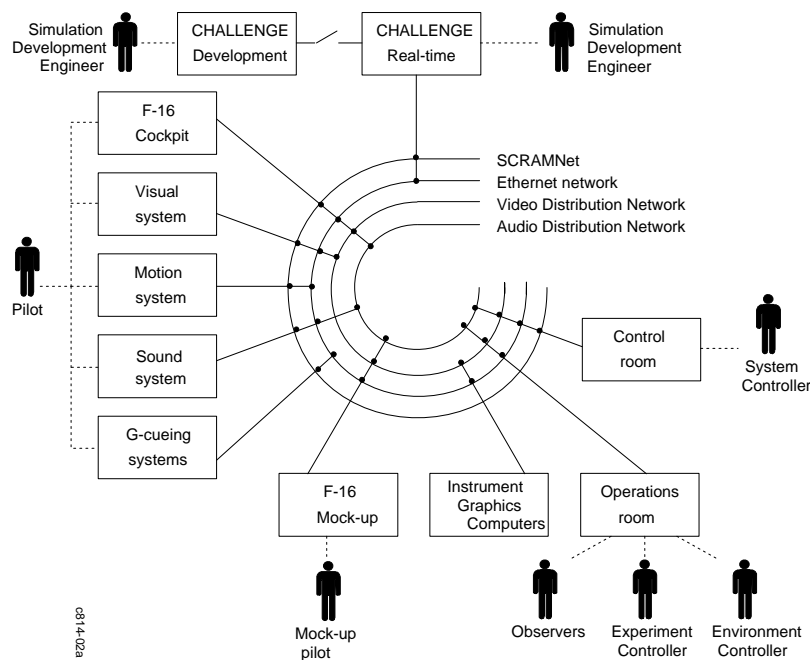 Simulation
Development
Engineer
CHALLENGE
Development
CHALLENGE
Real-time
Simulation
Development
Engineer
F-16
Cockpit
Visual
system
Motion
system
Sound
system
G-cueing
systems
Pilot
SCRAMNet
Ethernet network
Video Distribution Network
Audio Distribution Network
Control
room
System
Controller
F-16
Mock-up
Instrument
Graphics
Computers
Operations
room
Mock-up
pilot
Observers
Experiment
Controller
Environment
Controller
c814-02a